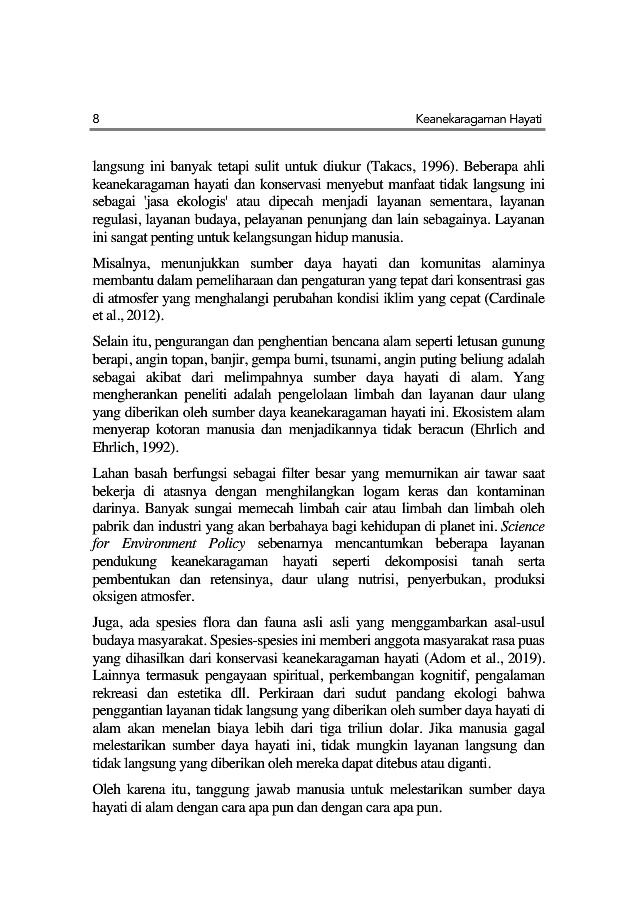 8 Keanekaragaman Hayati
langsung ini banyak tetapi sulit untuk diukur (Takacs, 1996). Beberapa ahli
keanekaragaman hayati dan konservasi menyebut manfaat tidak langsung ini
sebagai 'jasa ekologis' atau dipecah menjadi layanan sementara, layanan
regulasi, layanan budaya, pelayanan penunjang dan lain sebagainya. Layanan
ini sangat penting untuk kelangsungan hidup manusia.
Misalnya, menunjukkan sumber daya hayati dan komunitas alaminya
membantu dalam pemeliharaan dan pengaturan yang tepat dari konsentrasi gas
di atmosfer yang menghalangi perubahan kondisi iklim yang cepat (Cardinale
et al., 2012).
Selain itu, pengurangan dan penghentian bencana alam seperti letusan gunung
berapi, angin topan, banjir, gempa bumi, tsunami, angin puting beliung adalah
sebagai akibat dari melimpahnya sumber daya hayati di alam. Yang
mengherankan peneliti adalah pengelolaan limbah dan layanan daur ulang
yang diberikan oleh sumber daya keanekaragaman hayati ini. Ekosistem alam
menyerap kotoran manusia dan menjadikannya tidak beracun (Ehrlich and
Ehrlich, 1992).
Lahan basah berfungsi sebagai filter besar yang memurnikan air tawar saat
bekerja di atasnya dengan menghilangkan logam keras dan kontaminan
darinya. Banyak sungai memecah limbah cair atau limbah dan limbah oleh
pabrik dan industri yang akan berbahaya bagi kehidupan di planet ini. Science
for Environment Policy sebenarnya mencantumkan beberapa layanan
pendukung keanekaragaman hayati seperti dekomposisi tanah serta
pembentukan dan retensinya, daur ulang nutrisi, penyerbukan, produksi
oksigen atmosfer.
Juga, ada spesies flora dan fauna asli asli yang menggambarkan asal-usul
budaya masyarakat. Spesies-spesies ini memberi anggota masyarakat rasa puas
yang dihasilkan dari konservasi keanekaragaman hayati (Adom et al., 2019).
Lainnya termasuk pengayaan spiritual, perkembangan kognitif, pengalaman
rekreasi dan estetika dll. Perkiraan dari sudut pandang ekologi bahwa
penggantian layanan tidak langsung yang diberikan oleh sumber daya hayati di
alam akan menelan biaya lebih dari tiga triliun dolar. Jika manusia gagal
melestarikan sumber daya hayati ini, tidak mungkin layanan langsung dan
tidak langsung yang diberikan oleh mereka dapat ditebus atau diganti.
Oleh karena itu, tanggung jawab manusia untuk melestarikan sumber daya
hayati di alam dengan cara apa pun dan dengan cara apa pun.